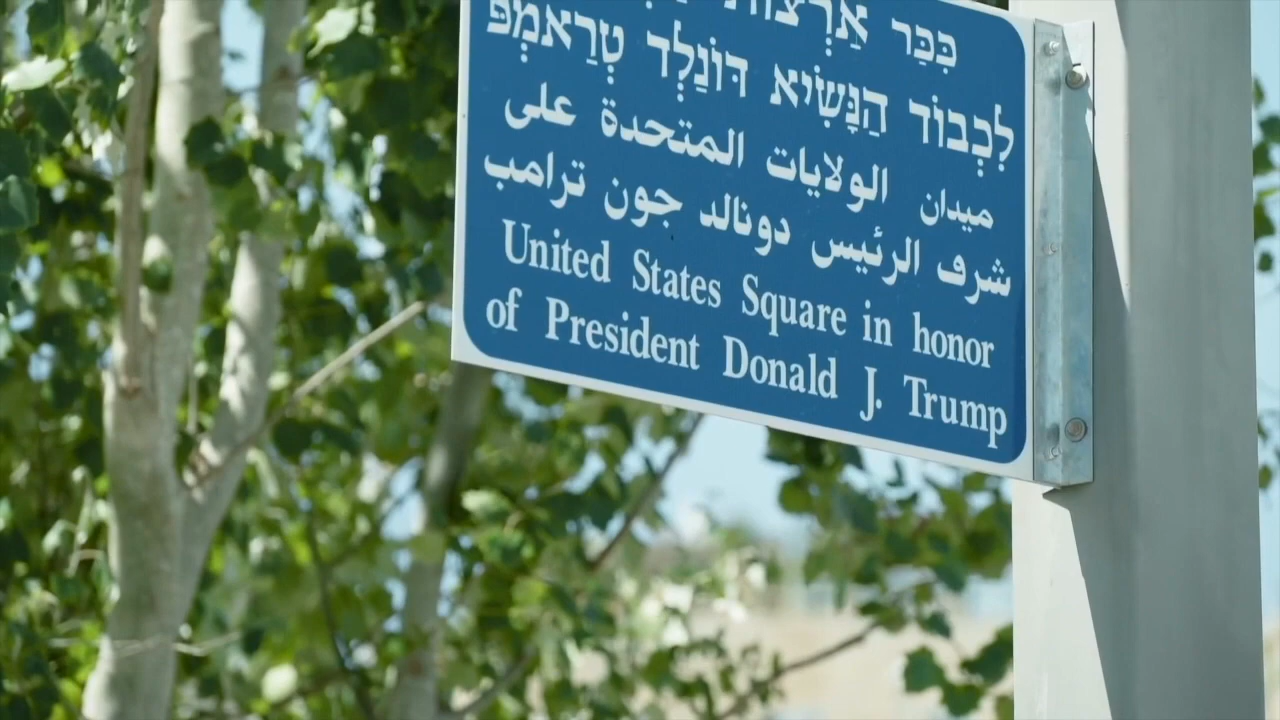 כִּכַּר אַרְצוֹת
לִכְבוֹד הַנָּשִׂיא דּוֹנַלְד טְרַאמְפּ
ميدان الولايات المتحدة على
شرف الرئيس دونالد جون ترامب
United States Square in honor
of President Donald J. Trump